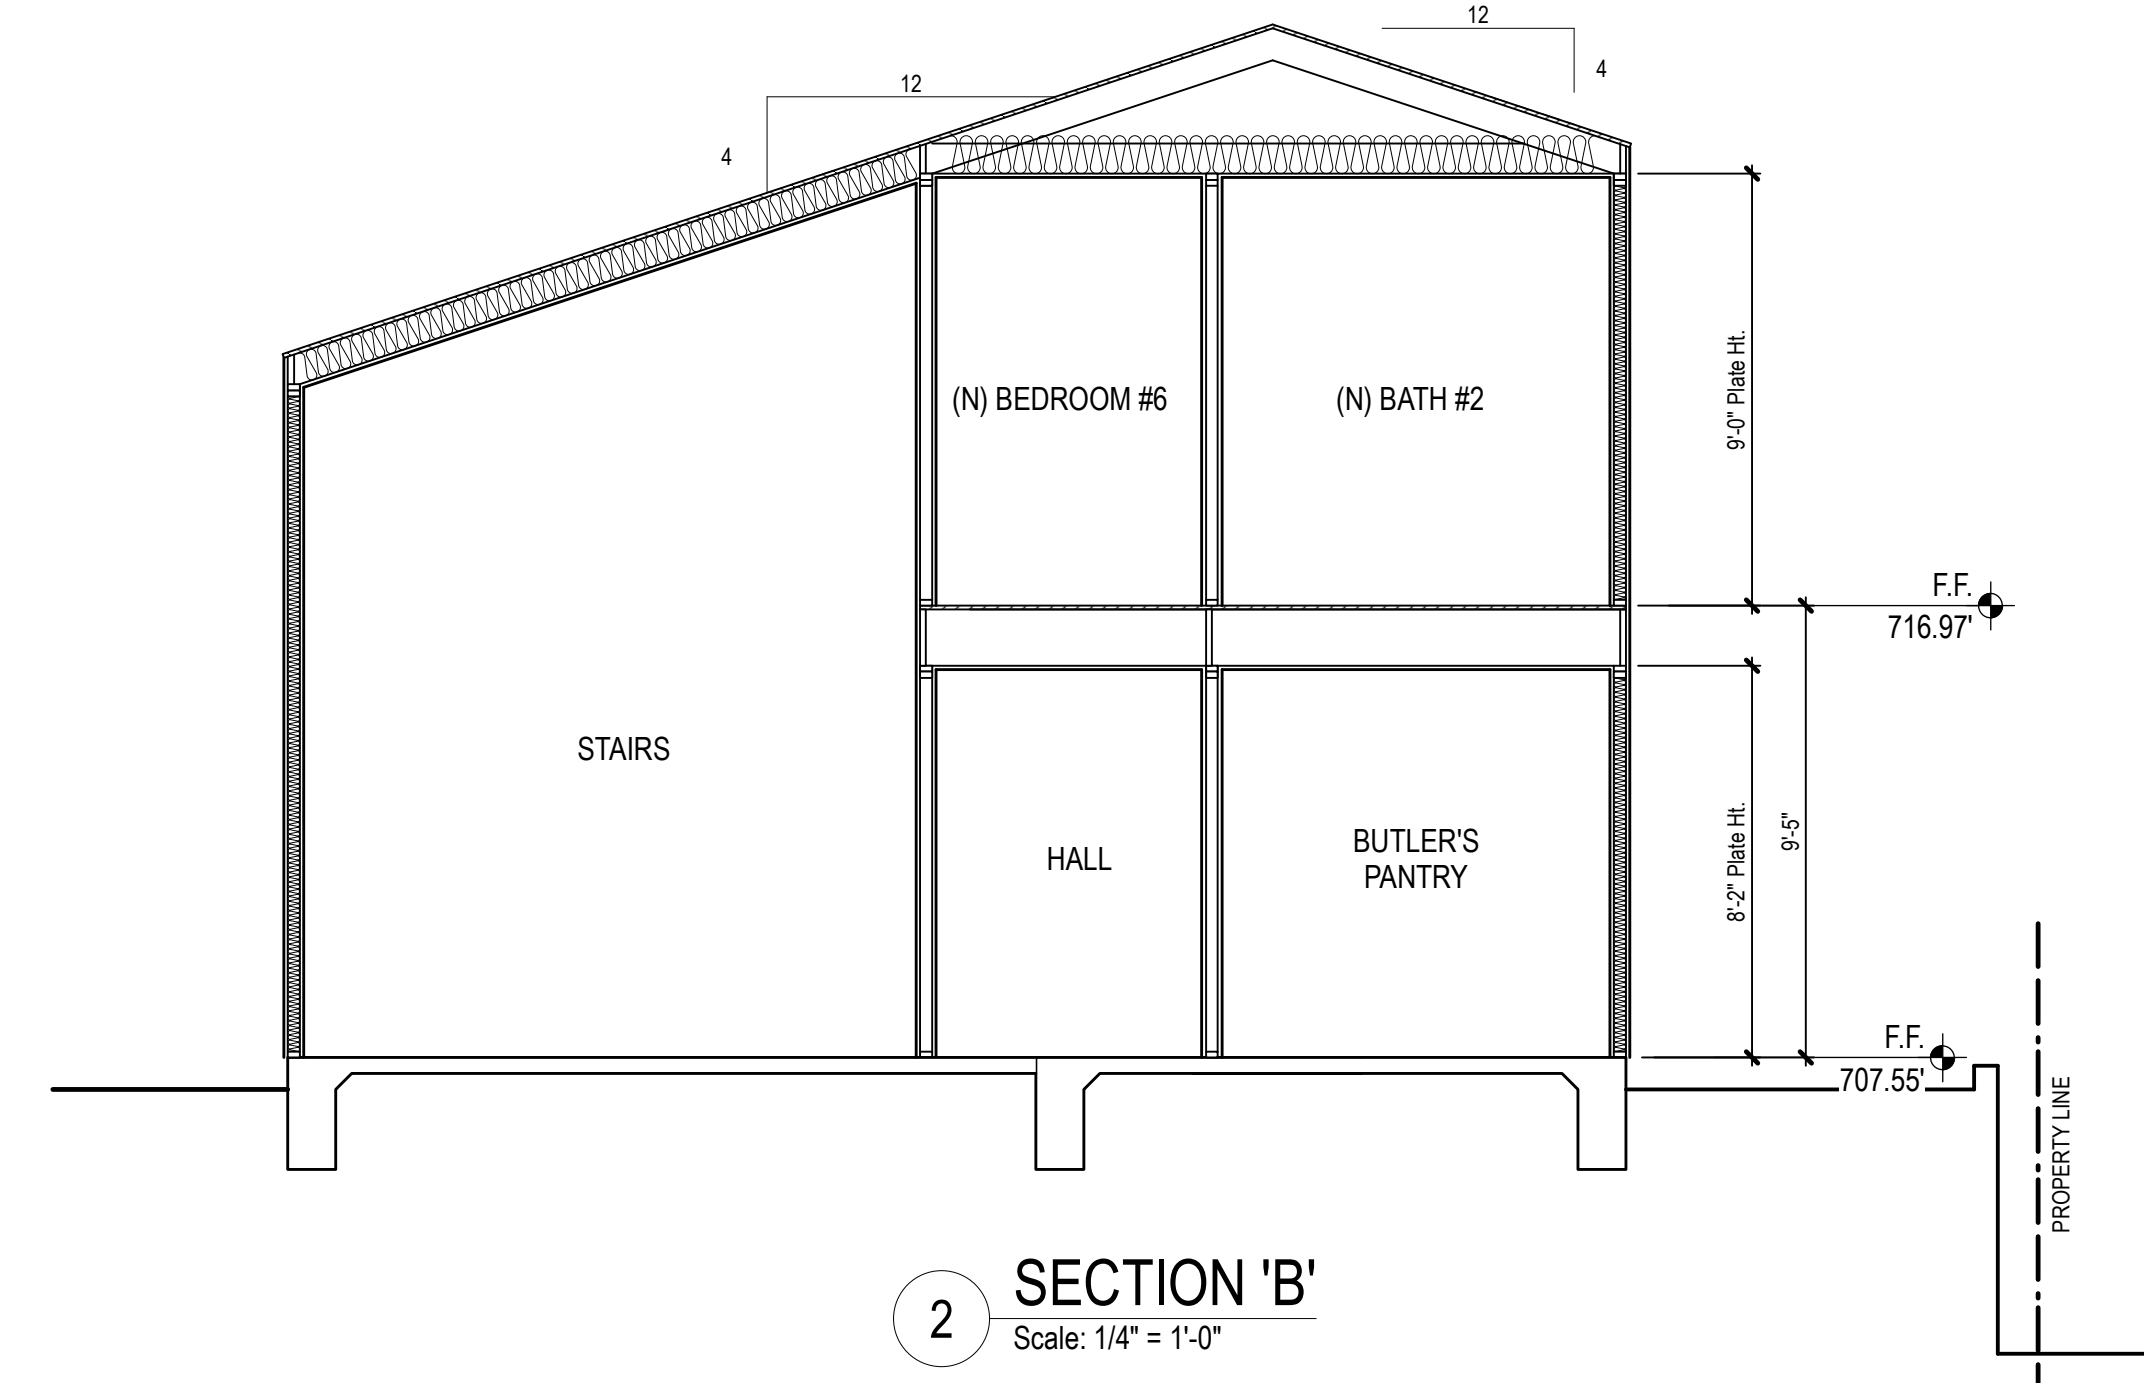 12
4
12
4
(N) BEDROOM #6
(N) BATH #2
9'-0" Plate Ht.
F.F.
716.97'
STAIRS
HALL
BUTLER'S
PANTRY
8'-2" Plate Ht.
9'-5"
F.F.
707.55'
PROPERTY LINE
2
SECTION 'B'
Scale: 1/4" = 1'-0"